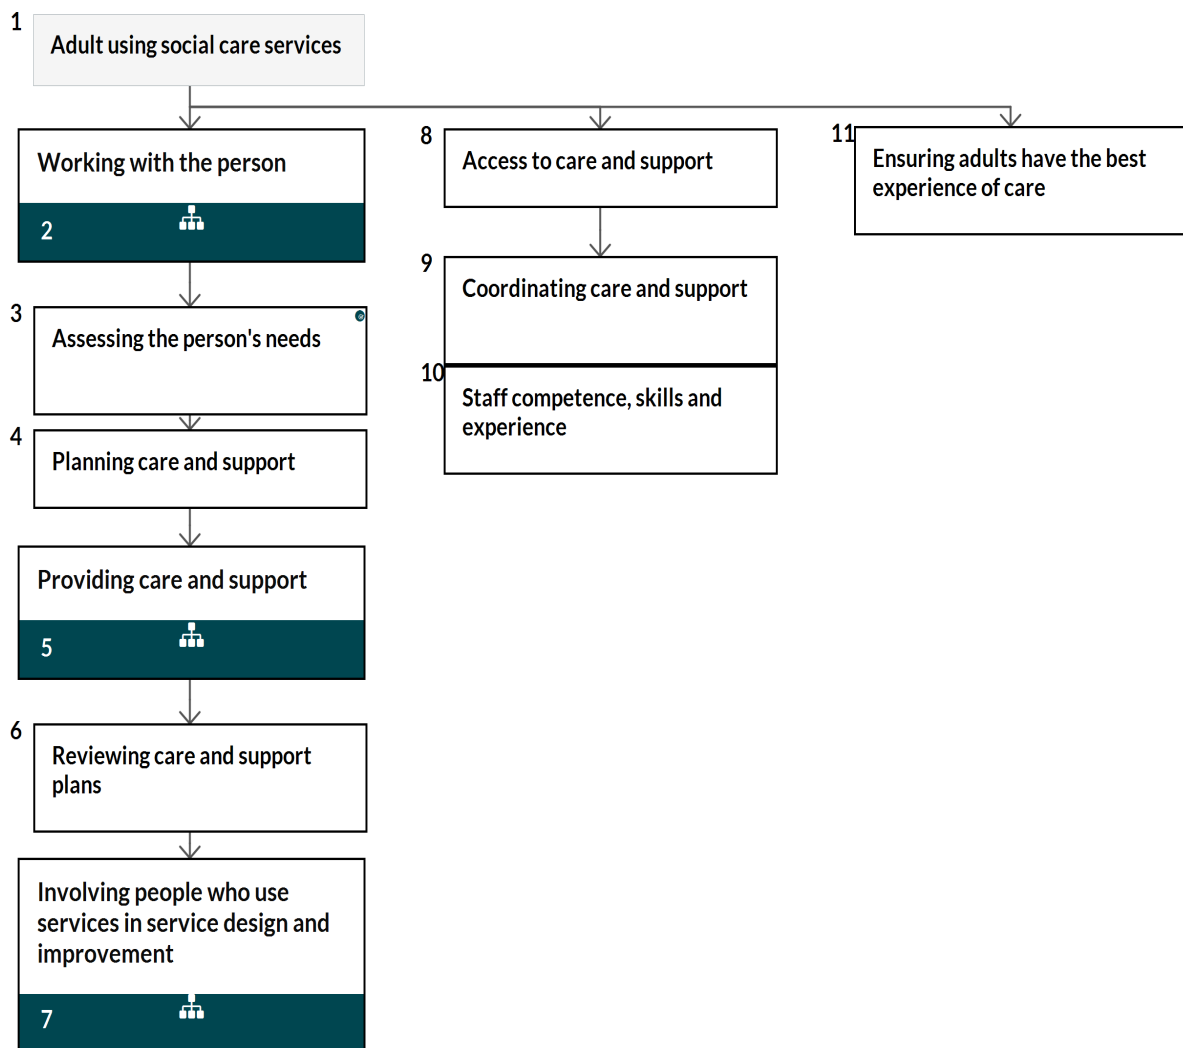 1
Adult using social care services
Working with the person
2
3
Assessing the person's needs
4
Planning care and support
Providing care and support
5
6
Reviewing care and support
plans
Involving people who use
services in service design and
improvement
7
8
Access to care and support
9
Coordinating care and support
10
Staff competence, skills and
experience
11
Ensuring adults have the best
experience of care